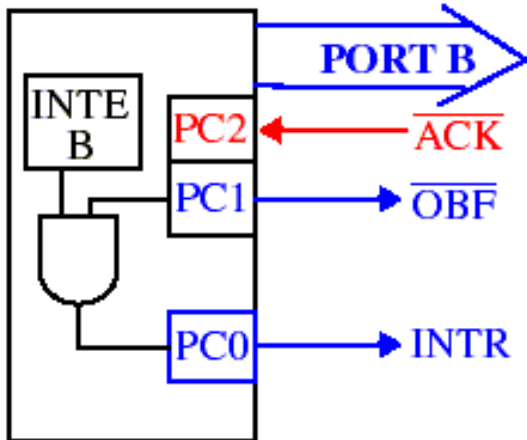 PORT B
INTE
B
PC2
ACK
PC1
OBF
PC0
INTR